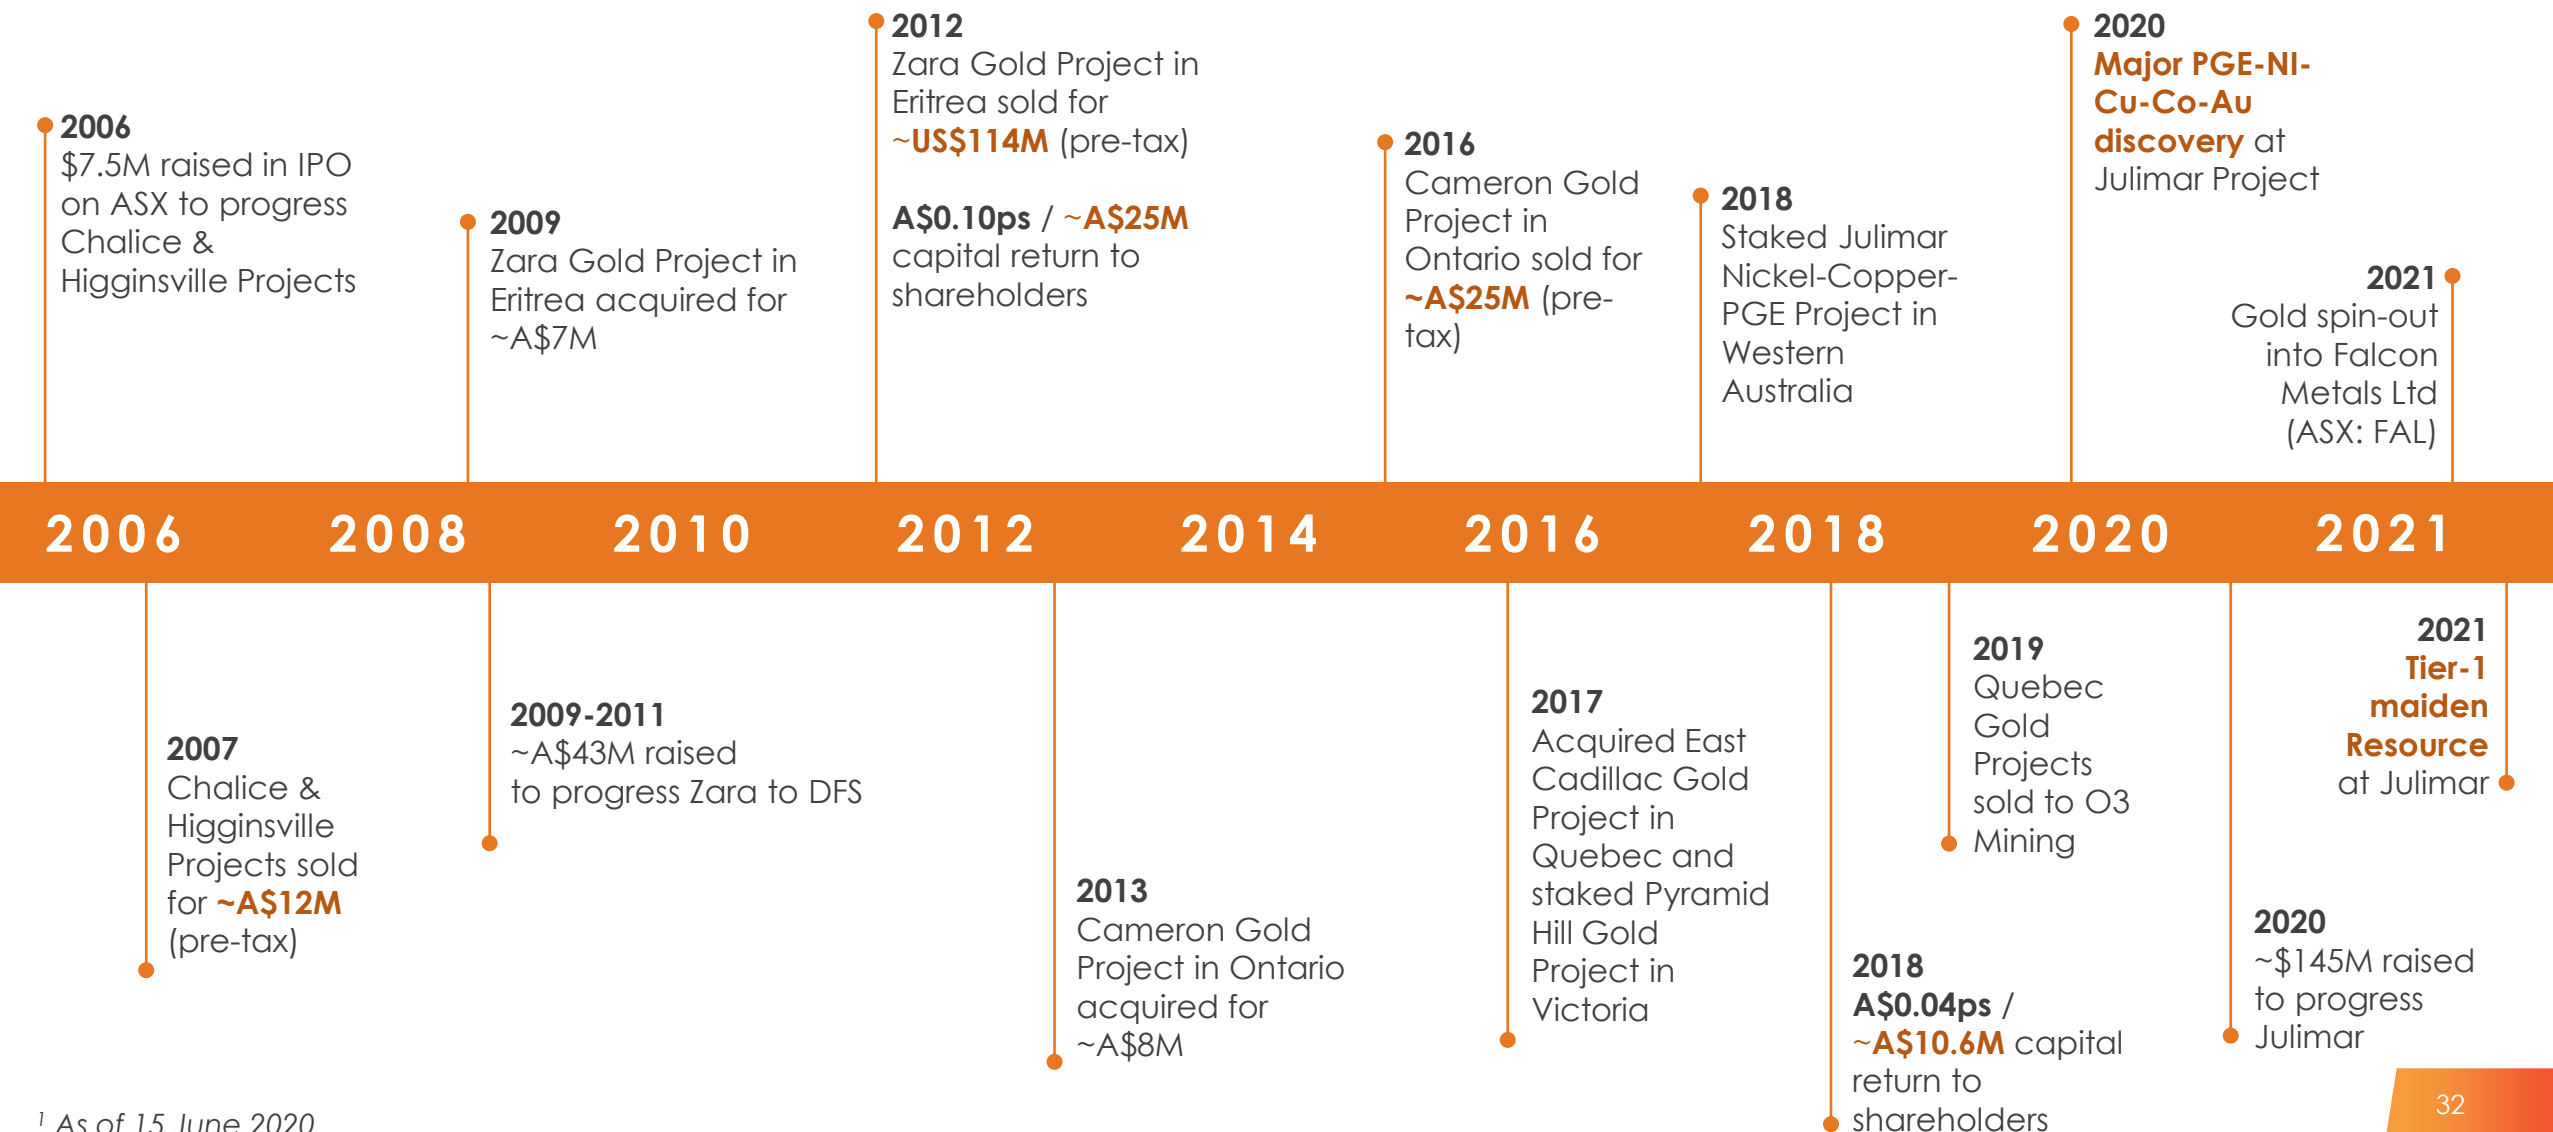 2006
$7.5M raised in IPO
on ASX to progress
Chalice &
Higginsville Projects
2009
Zara Gold Project in
Eritrea acquired for
~A$7M
2012
Zara Gold Project in
Eritrea sold for
~US$114M (pre-tax)
A$0.10ps / ~A$25M
capital return to
shareholders
2016
Cameron Gold
Project in
Ontario sold for
~A$25M (pre-
tax)
2018
Staked Julimar
Nickel-Copper-
PGE Project in
Western
Australia
2020
Major PGE-NI-
Cu-Co-Au
discovery at
Julimar Project
2021
Gold spin-out
into Falcon
Metals Ltd
(ASX: FAL)
2006 2008 2010 2012 2014 2016 2018 2020 2021
2007
Chalice &
Higginsville
Projects sold
for ~A$12M
(pre-tax)
2009-2011
~A$43M raised
to progress Zara to DFS
2013
Cameron Gold
Project in Ontario
acquired for
~A$8M
2017
Acquired East
Cadillac Gold
Project in
Quebec and
staked Pyramid
Hill Gold
Project in
Victoria
2018
A$0.04ps /
~A$10.6M capital
return to
shareholders
2019
Quebec
Gold
Projects
sold to O3
Mining
2020
~$145M raised
to progress
Julimar
2021
Tier-1
maiden
Resource
at Julimar
1 As of 15 June 2020
32